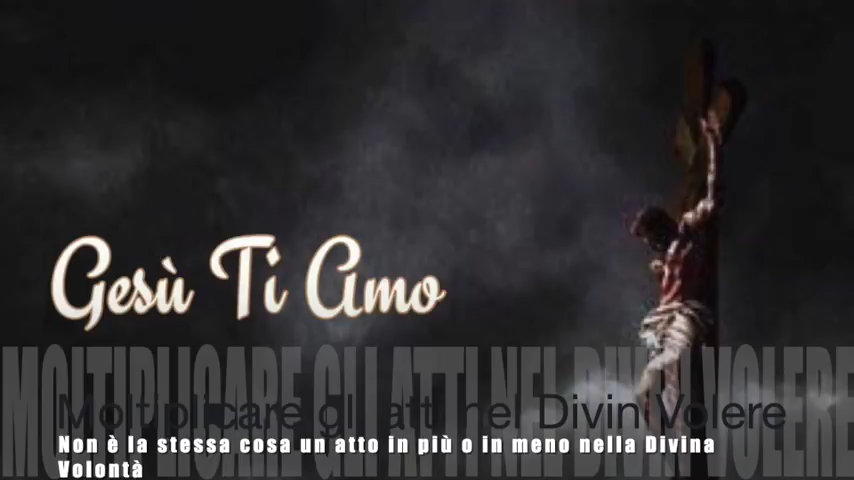 Gesù Ti Amo
MOLTIPLICARE GLI ATTI NEL DIVIN VOLERE
Moltiplicare gli atti nel Divin Volere
Non è la stessa cosa un atto in più o in meno nella Divina
Volontà